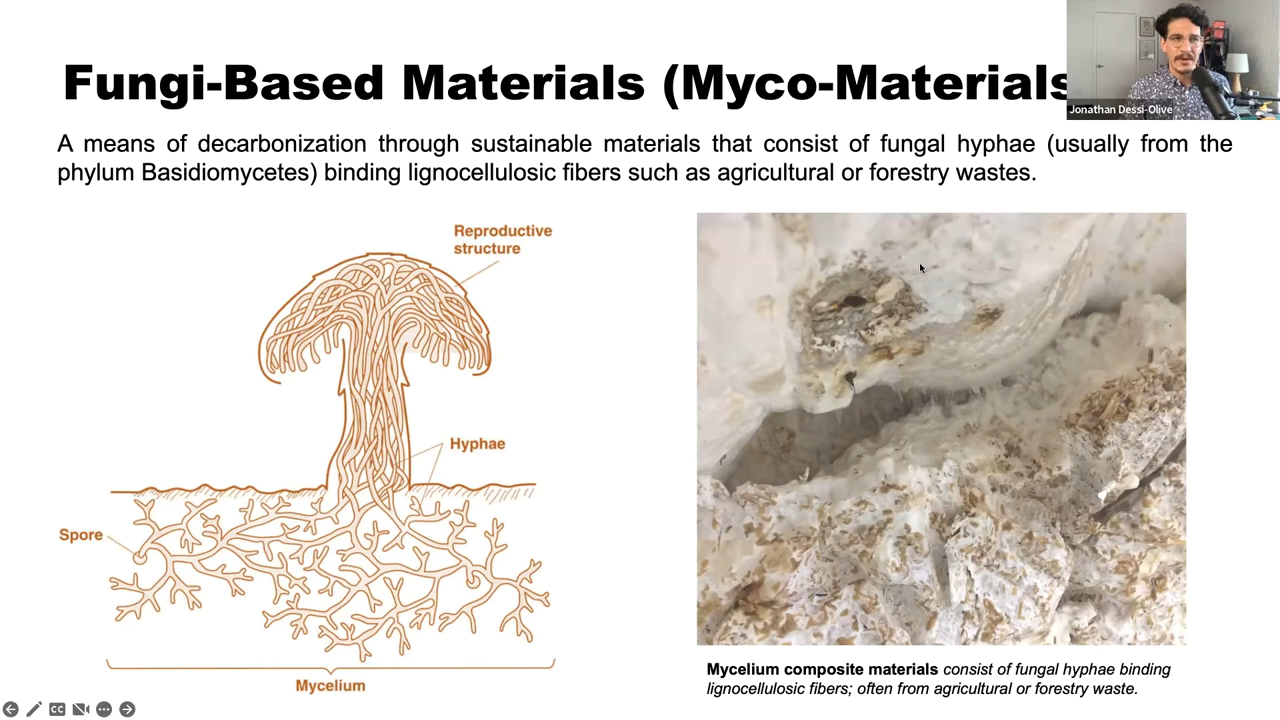 Fungi-Based Materials (Myco-Materials
Jonathan Dessi-Olive
A means of decarbonization through sustainable materials that consist of fungal hyphae (usually from the
phylum Basidiomycetes) binding lignocellulosic fibers such as agricultural or forestry wastes.
Reproductive
structure
Hyphae
Spore
Mycelium
Mycelium composite materials consist of fungal hyphae binding
lignocellulosic fibers; often from agricultural or forestry waste.
CC